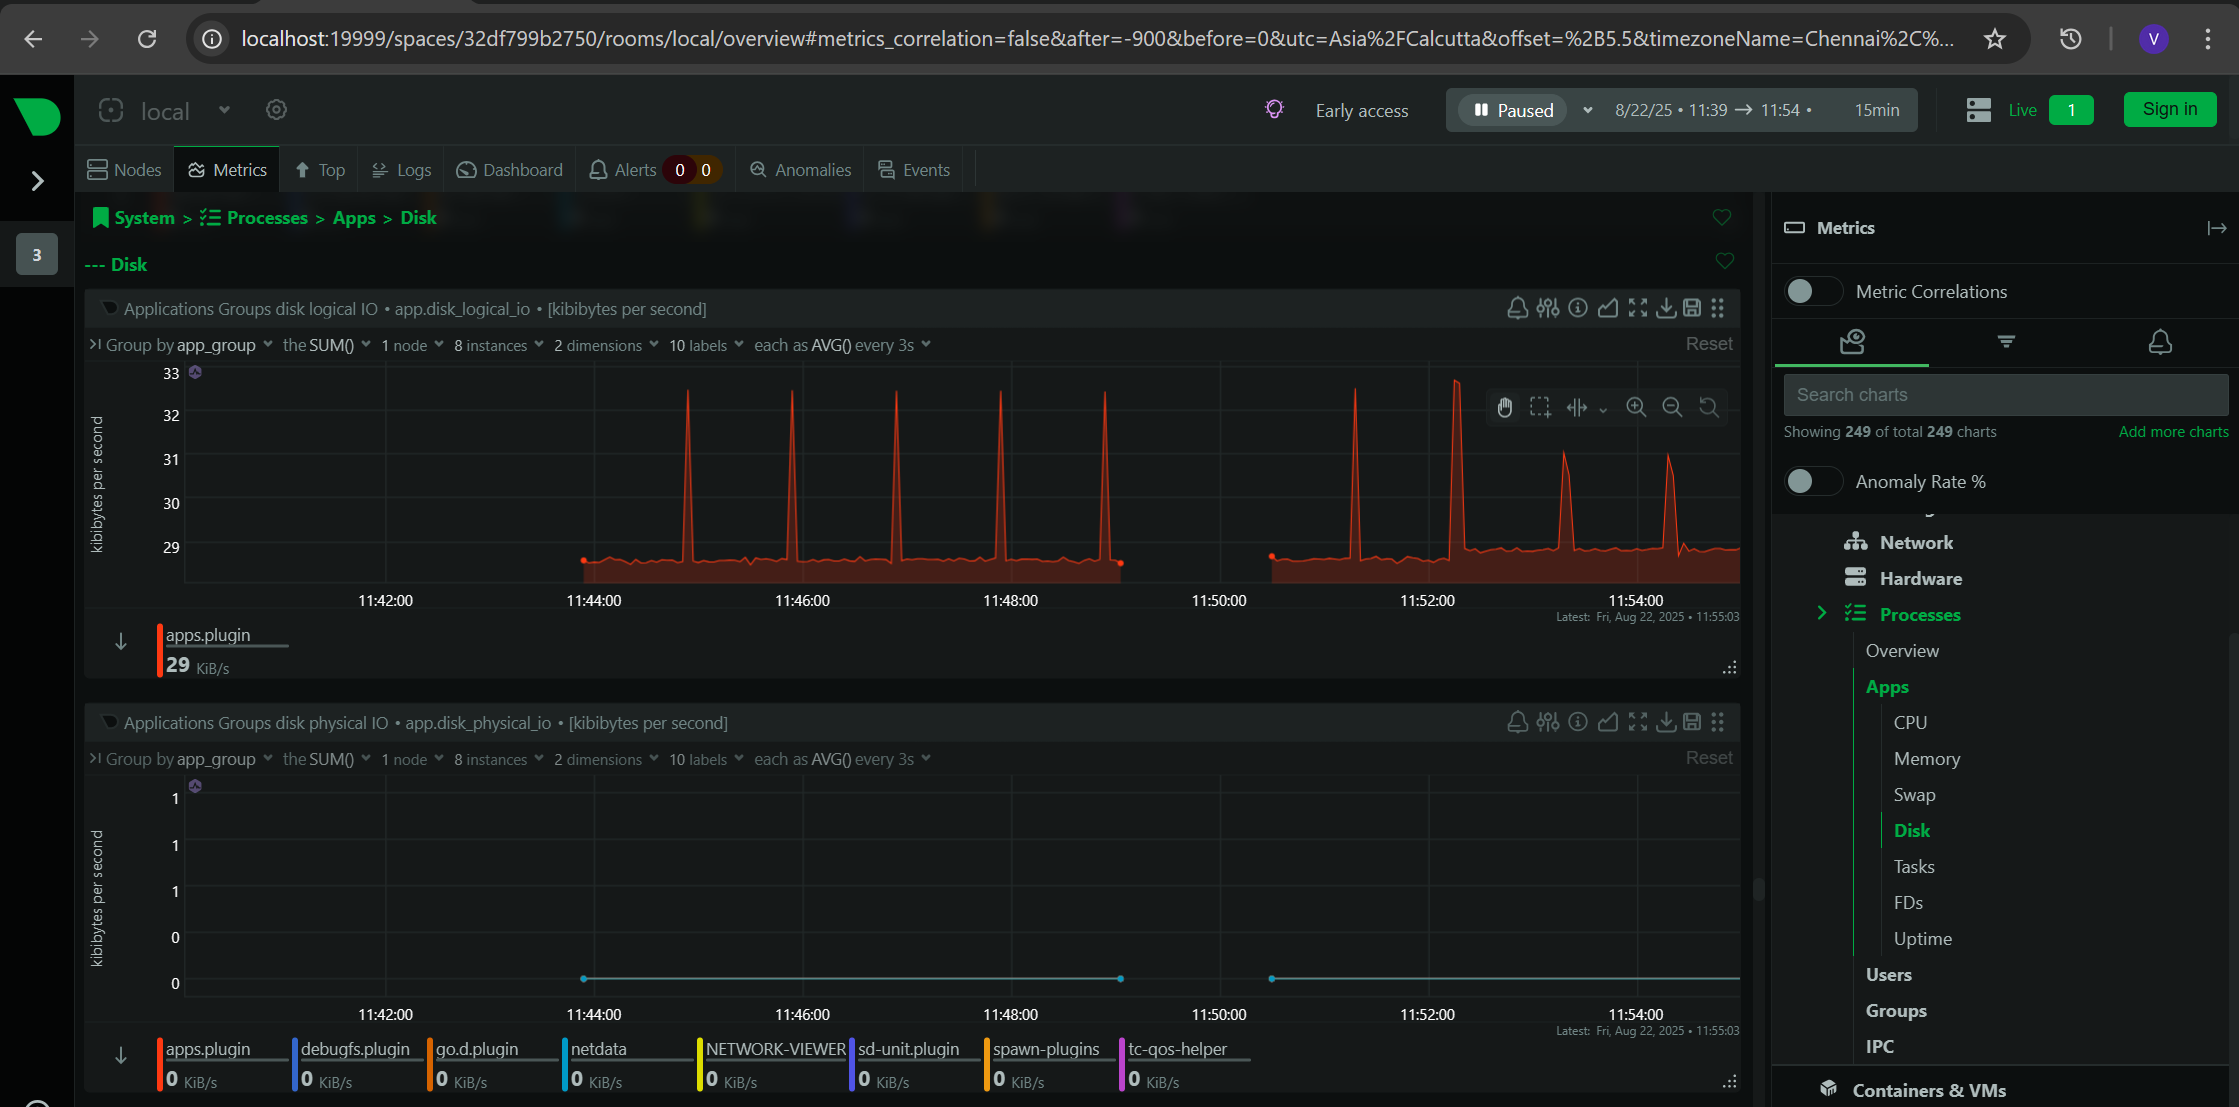 localhost:19999/spaces/32df799b2750/rooms/local/overview#metrics_correlation=false&after=-900&before=0&utc=Asia%2FCalcutta&offset=%2B5.5&timezoneName=Chennai%2C%...
V
local
Early access
Paused
8/22/25 • 11:39 → 11:54 •
15min
Live
1
Sign in
Nodes
Metrics
Top
Logs
Dashboard
Alerts
0
0
Anomalies
Events
3
System > Processes > Apps > Disk
--- Disk
Applications Groups disk logical IO • app.disk_logical_io • [kibibytes per second]
Group by app_group the SUM() 1 node 8 instances 2 dimensions 10 labels each as AVG() every 3s
Reset
kibibytes per second
33
32
31
30
29
11:42:00
11:44:00
11:46:00
11:48:00
11:50:00
11:52:00
11:54:00
Latest: Fri, Aug 22, 2025 • 11:55:03
apps.plugin
29 KiB/s
Applications Groups disk physical IO • app.disk_physical_io • [kibibytes per second]
Group by app_group the SUM() 1 node 8 instances 2 dimensions 10 labels each as AVG() every 3s
Reset
kibibytes per second
1
1
1
0
0
11:42:00
11:44:00
11:46:00
11:48:00
11:50:00
11:52:00
11:54:00
Latest: Fri, Aug 22, 2025 • 11:55:03
apps.plugin
0 KiB/s
debugfs.plugin
0 KiB/s
go.d.plugin
0 KiB/s
netdata
0 KiB/s
NETWORK-VIEWER
0 KiB/s
sd-unit.plugin
0 KiB/s
spawn-plugins
0 KiB/s
tc-qos-helper
0 KiB/s
Metrics
Metric Correlations
Search charts
Showing 249 of total 249 charts
Add more charts
Anomaly Rate %
Network
Hardware
Processes
Overview
Apps
CPU
Memory
Swap
Disk
Tasks
FDs
Uptime
Users
Groups
IPC
Containers & VMs